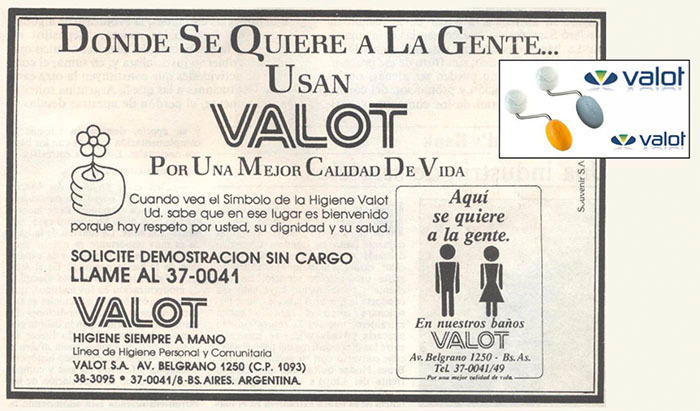 DONDE SE QUIERE A LA GENTE...
USAN
VALOT
POR UNA MEJOR CALIDAD DE VIDA
Cuando vea el Símbolo de la Higiene Valot
Ud. sabe que en ese lugar es bienvenido
porque hay respeto por usted, su dignidad y su salud.
SOLICITE DEMOSTRACION SIN CARGO
LLAME AL 37-0041
VALOT
HIGIENE SIEMPRE A MANO
Línea de Higiene Personal y Comunitaria
VALOT S.A. AV. BELGRANO 1250 (C.P. 1093)
38-3095 • 37-0041/8-BS. AIRES. ARGENTINA.
Aquí
se quiere
a la gente.
En nuestros baños
VALOT
Av. Belgrano 1250 - Bs. As.
Tel. 37-0041/49
Por una mejor calidad de vida.
Souvenir S.A.
valot
valot